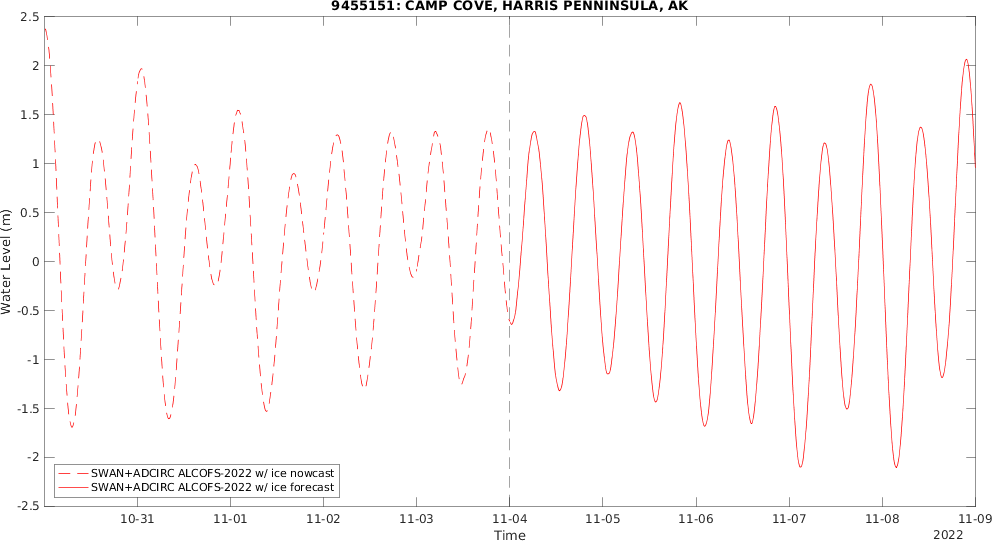 9455151: CAMP COVE, HARRIS PENNINSULA, AK
2.5
2
1.5
1
0.5
0
-0.5
-1
-1.5
-2
-2.5
Water Level (m)
SWAN+ADCIRC ALCOFS-2022 w/ ice nowcast
SWAN+ADCIRC ALCOFS-2022 w/ ice forecast
10-31 11-01 11-02 11-03 11-04 11-05 11-06 11-07 11-08 11-09
Time
2022